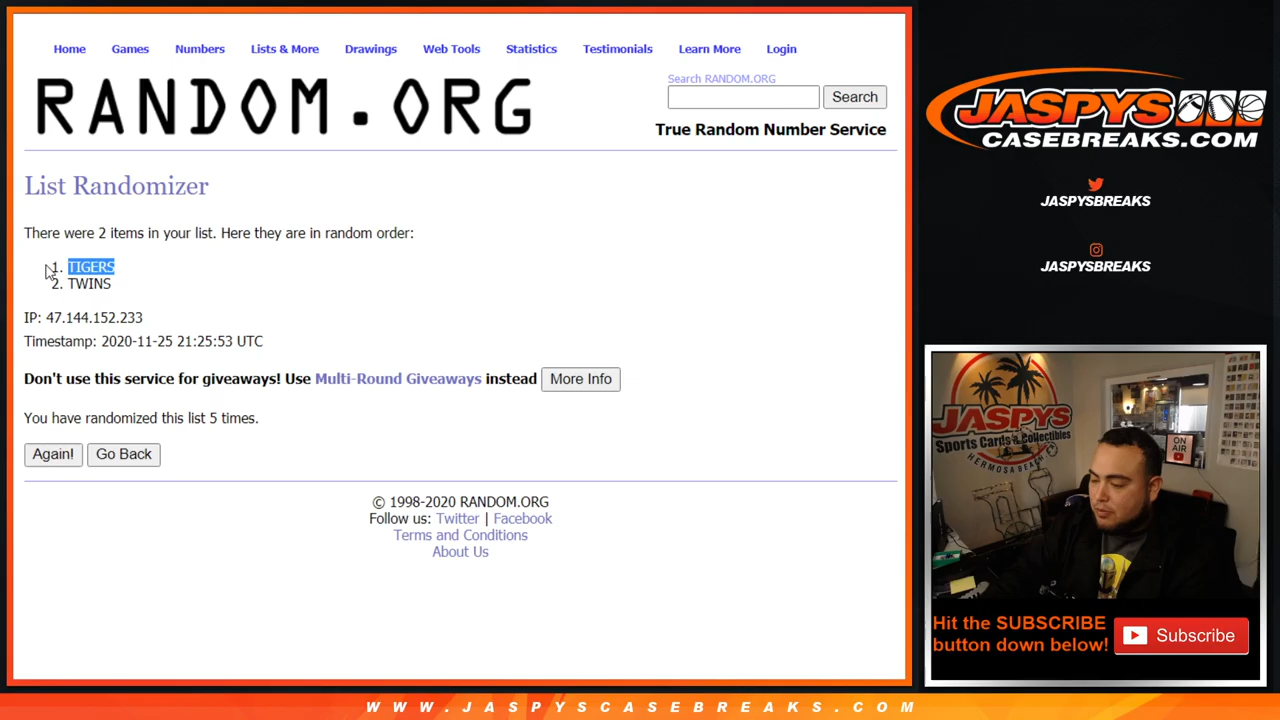 Home Games Numbers Lists & More Drawings Web Tools Statistics Testimonials Learn More Login
RANDOM.ORG
Search RANDOM.ORG
Search
True Random Number Service
List Randomizer
There were 2 items in your list. Here they are in random order:
1. TIGERS
2. TWINS
IP: 47.144.152.233
Timestamp: 2020-11-25 21:25:53 UTC
Don't use this service for giveaways! Use Multi-Round Giveaways instead More Info
You have randomized this list 5 times.
Again! Go Back
© 1998-2020 RANDOM.ORG
Follow us: Twitter | Facebook
Terms and Conditions
About Us
JASPYS
CASEBREAKS.COM
JASPYSBREAKS
JASPYSBREAKS
JASPYS
Sports Cards & Collectibles
HERMOSA BEACH
ON AIR
Hit the SUBSCRIBE
button down below!
Subscribe
WWW.JASPYSCASEBREAKS.COM